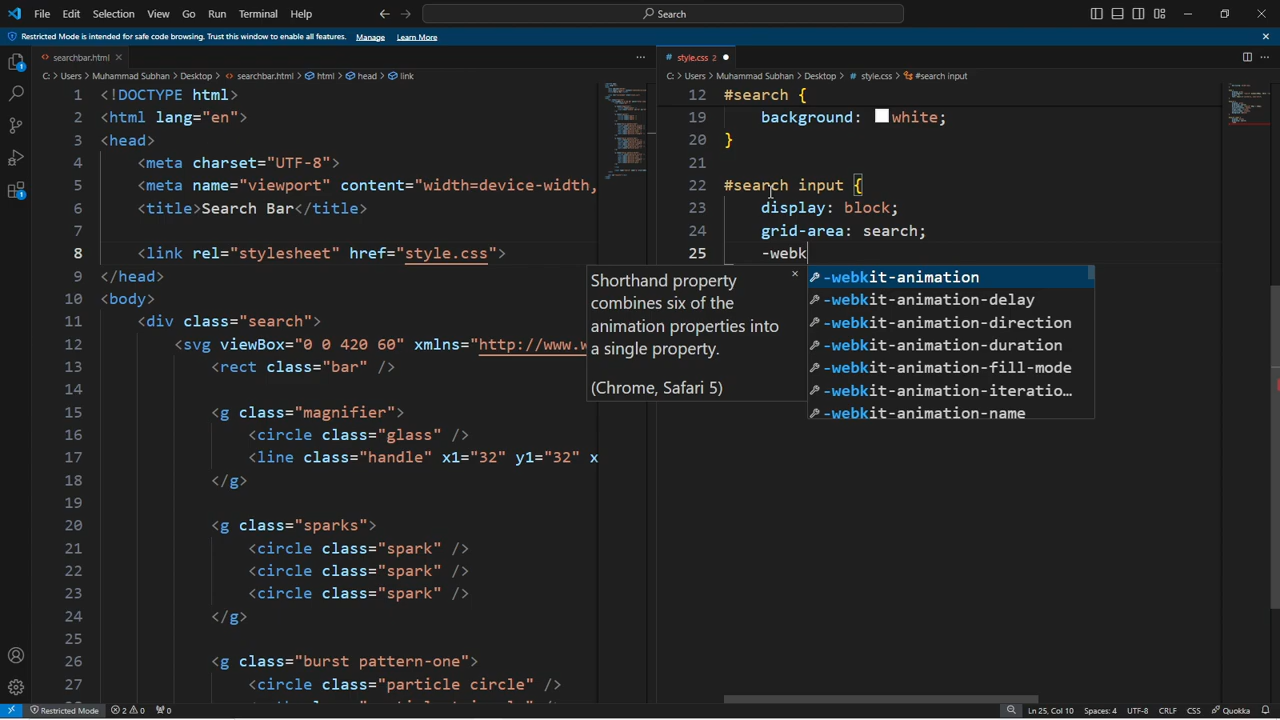 File Edit Selection View Go Run Terminal Help Search
Restricted Mode is intended for safe code browsing. Trust this window to enable all features. Manage Learn More
searchbar.html
C: > Users > Muhammad Subhan > Desktop > searchbar.html > html > head > link
1 <!DOCTYPE html>
2 <html lang="en">
3 <head>
4 <meta charset="UTF-8">
5 <meta name="viewport" content="width=device-width,
6 <title>Search Bar</title>
7
8 <link rel="stylesheet" href="style.css">
9 </head>
10 <body>
11 <div class="search">
12 <svg viewBox="0 0 420 60" xmlns="http://www.w
13 <rect class="bar" />
14
15 <g class="magnifier">
16 <circle class="glass" />
17 <line class="handle" x1="32" y1="32" x
18 </g>
19
20 <g class="sparks">
21 <circle class="spark" />
22 <circle class="spark" />
23 <circle class="spark" />
24 </g>
25
26 <g class="burst pattern-one">
27 <circle class="particle circle" />
style.css 2
C: > Users > Muhammad Subhan > Desktop > style.css > #search input
12 #search {
19 background: white;
20 }
21
22 #search input {
23 display: block;
24 grid-area: search;
25 -webk
Shorthand property
combines six of the
animation properties into
a single property.
(Chrome, Safari 5)
-webkit-animation
-webkit-animation-delay
-webkit-animation-direction
-webkit-animation-duration
-webkit-animation-fill-mode
-webkit-animation-iteratio…
-webkit-animation-name
Restricted Mode 2 0 0 Ln 25, Col 10 Spaces: 4 UTF-8 CRLF CSS Quokka